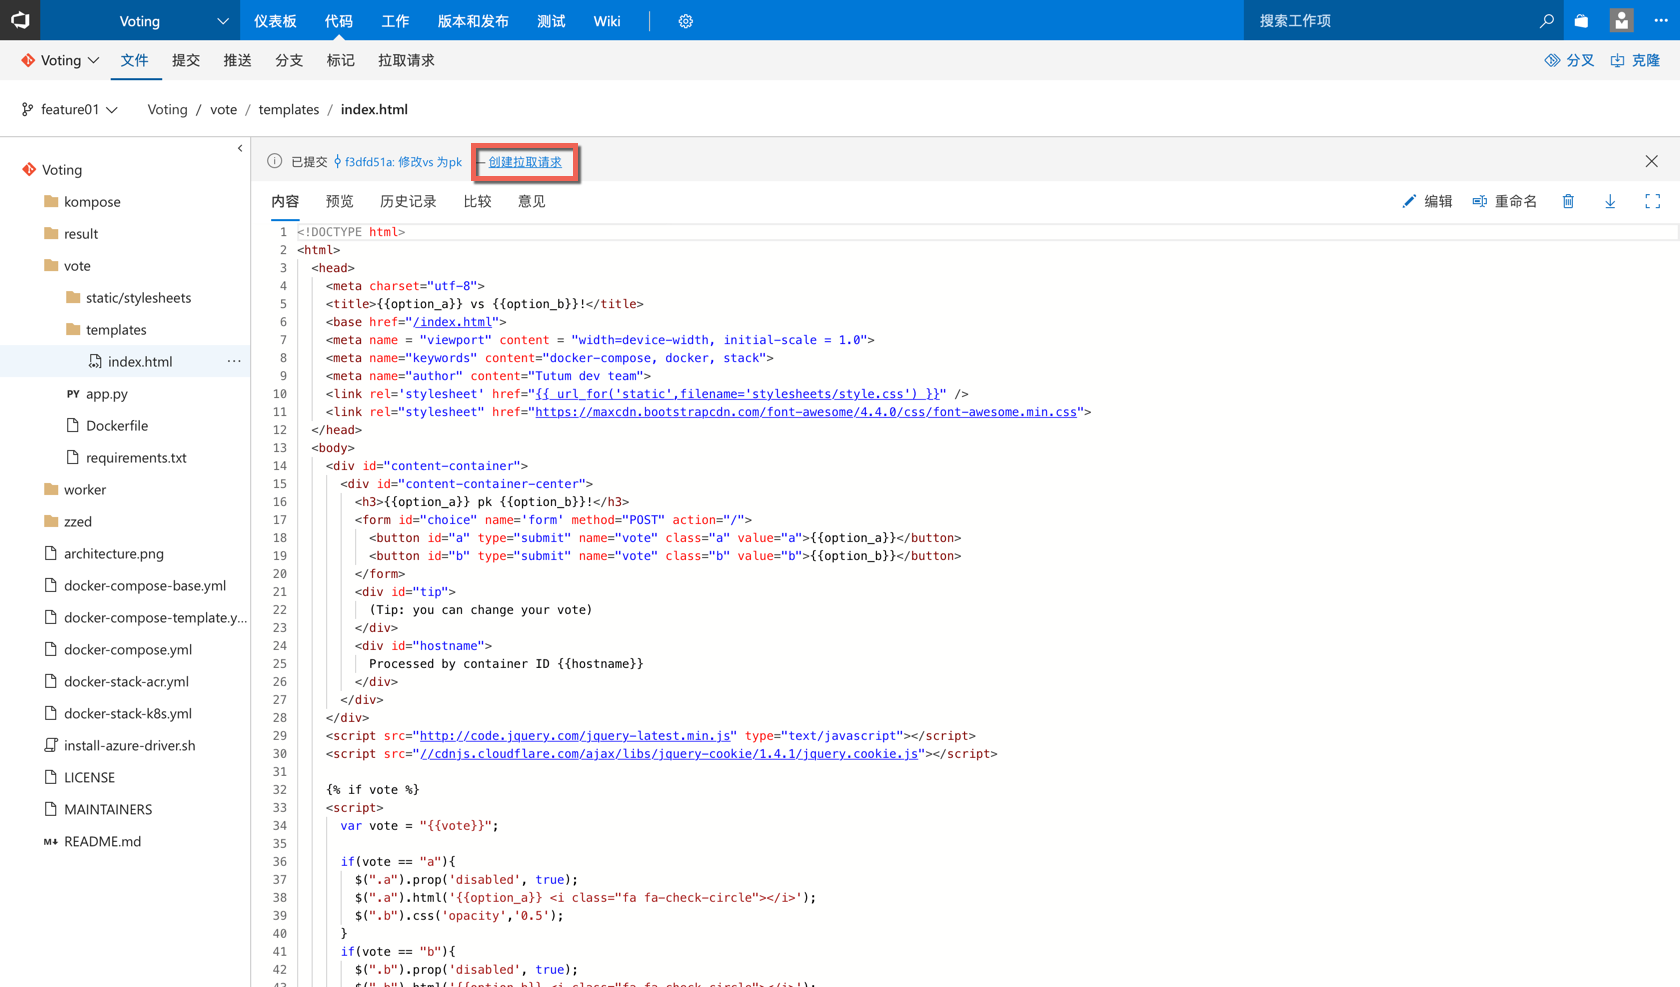 Voting
仪表板 代码 工作 版本和发布 测试 Wiki
搜索工作项
Voting 文件 提交 推送 分支 标记 拉取请求
分叉 克隆
feature01 Voting / vote / templates / index.html
Voting
kompose
result
vote
static/stylesheets
templates
index.html ···
PY app.py
Dockerfile
requirements.txt
worker
zzed
architecture.png
docker-compose-base.yml
docker-compose-template.y...
docker-compose.yml
docker-stack-acr.yml
docker-stack-k8s.yml
install-azure-driver.sh
LICENSE
MAINTAINERS
M↓ README.md
已提交 f3dfd51a: 修改vs 为pk — 创建拉取请求
内容 预览 历史记录 比较 意见
编辑 重命名
1 <!DOCTYPE html>
2 <html>
3 <head>
4 <meta charset="utf-8">
5 <title>{{option_a}} vs {{option_b}}!</title>
6 <base href="/index.html">
7 <meta name = "viewport" content = "width=device-width, initial-scale = 1.0">
8 <meta name="keywords" content="docker-compose, docker, stack">
9 <meta name="author" content="Tutum dev team">
10 <link rel='stylesheet' href="{{ url_for('static',filename='stylesheets/style.css') }}" />
11 <link rel="stylesheet" href="https://maxcdn.bootstrapcdn.com/font-awesome/4.4.0/css/font-awesome.min.css">
12 </head>
13 <body>
14 <div id="content-container">
15 <div id="content-container-center">
16 <h3>{{option_a}} pk {{option_b}}!</h3>
17 <form id="choice" name='form' method="POST" action="/">
18 <button id="a" type="submit" name="vote" class="a" value="a">{{option_a}}</button>
19 <button id="b" type="submit" name="vote" class="b" value="b">{{option_b}}</button>
20 </form>
21 <div id="tip">
22 (Tip: you can change your vote)
23 </div>
24 <div id="hostname">
25 Processed by container ID {{hostname}}
26 </div>
27 </div>
28 </div>
29 <script src="http://code.jquery.com/jquery-latest.min.js" type="text/javascript"></script>
30 <script src="//cdnjs.cloudflare.com/ajax/libs/jquery-cookie/1.4.1/jquery.cookie.js"></script>
31
32 {% if vote %}
33 <script>
34 var vote = "{{vote}}";
35
36 if(vote == "a"){
37 $(".a").prop('disabled', true);
38 $(".a").html('{{option_a}} <i class="fa fa-check-circle"></i>');
39 $(".b").css('opacity','0.5');
40 }
41 if(vote == "b"){
42 $(".b").prop('disabled', true);
43 $(".b").html('{{option_b}} <i class="fa fa-check-circle"></i>');